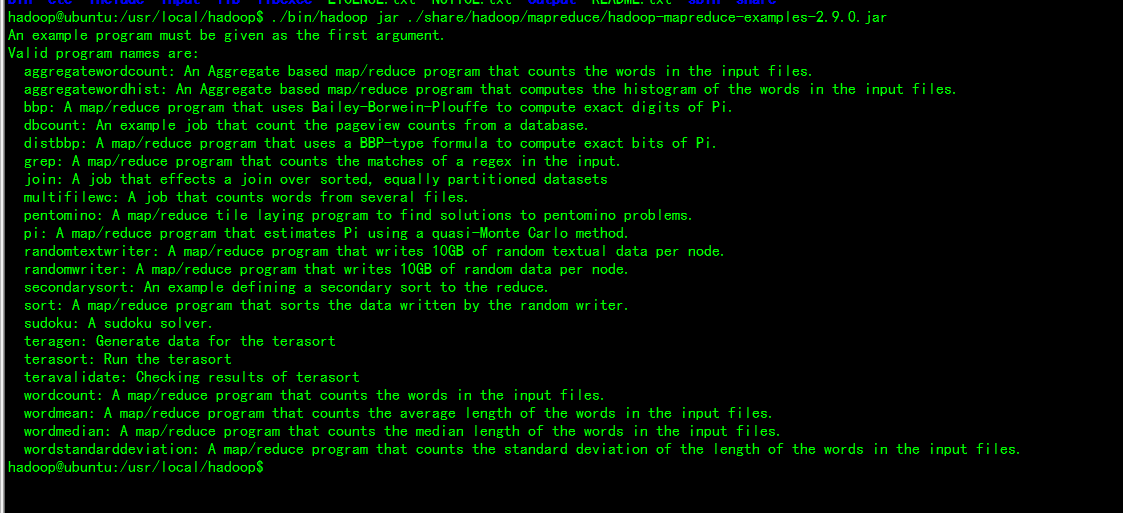 bin etc include input lib libexec LICENSE.txt NOTICE.txt output README.txt sbin share
hadoop@ubuntu:/usr/local/hadoop$ ./bin/hadoop jar ./share/hadoop/mapreduce/hadoop-mapreduce-examples-2.9.0.jar
An example program must be given as the first argument.
Valid program names are:
aggregatewordcount: An Aggregate based map/reduce program that counts the words in the input files.
aggregatewordhist: An Aggregate based map/reduce program that computes the histogram of the words in the input files.
bbp: A map/reduce program that uses Bailey-Borwein-Plouffe to compute exact digits of Pi.
dbcount: An example job that count the pageview counts from a database.
distbbp: A map/reduce program that uses a BBP-type formula to compute exact bits of Pi.
grep: A map/reduce program that counts the matches of a regex in the input.
join: A job that effects a join over sorted, equally partitioned datasets
multifilewc: A job that counts words from several files.
pentomino: A map/reduce tile laying program to find solutions to pentomino problems.
pi: A map/reduce program that estimates Pi using a quasi-Monte Carlo method.
randomtextwriter: A map/reduce program that writes 10GB of random textual data per node.
randomwriter: A map/reduce program that writes 10GB of random data per node.
secondarysort: An example defining a secondary sort to the reduce.
sort: A map/reduce program that sorts the data written by the random writer.
sudoku: A sudoku solver.
teragen: Generate data for the terasort
terasort: Run the terasort
teravalidate: Checking results of terasort
wordcount: A map/reduce program that counts the words in the input files.
wordmean: A map/reduce program that counts the average length of the words in the input files.
wordmedian: A map/reduce program that counts the median length of the words in the input files.
wordstandarddeviation: A map/reduce program that counts the standard deviation of the length of the words in the input files.
hadoop@ubuntu:/usr/local/hadoop$